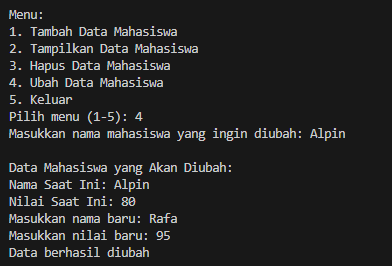 Menu:
1. Tambah Data Mahasiswa
2. Tampilkan Data Mahasiswa
3. Hapus Data Mahasiswa
4. Ubah Data Mahasiswa
5. Keluar
Pilih menu (1-5): 4
Masukkan nama mahasiswa yang ingin diubah: Alpin

Data Mahasiswa yang Akan Diubah:
Nama Saat Ini: Alpin
Nilai Saat Ini: 80
Masukkan nama baru: Rafa
Masukkan nilai baru: 95
Data berhasil diubah